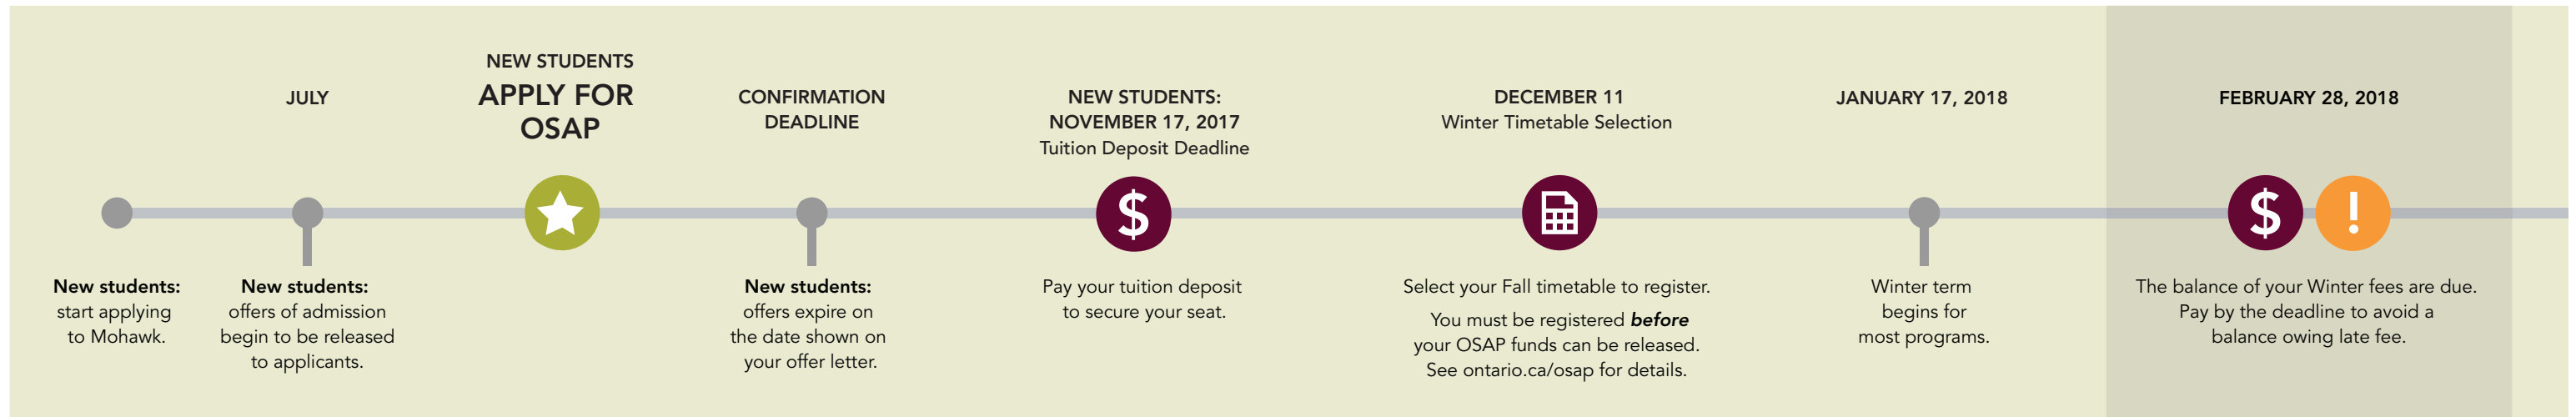 New students:
start applying
to Mohawk.
JULY
New students:
offers of admission
begin to be released
to applicants.
NEW STUDENTS
APPLY FOR
OSAP
CONFIRMATION
DEADLINE
New students:
offers expire on
the date shown on
your offer letter.
NEW STUDENTS:
NOVEMBER 17, 2017
Tuition Deposit Deadline
$
Pay your tuition deposit
to secure your seat.
DECEMBER 11
Winter Timetable Selection
Select your Fall timetable to register.
You must be registered before
your OSAP funds can be released.
See ontario.ca/osap for details.
JANUARY 17, 2018
Winter term
begins for
most programs.
FEBRUARY 28, 2018
$ !
The balance of your Winter fees are due.
Pay by the deadline to avoid a
balance owing late fee.